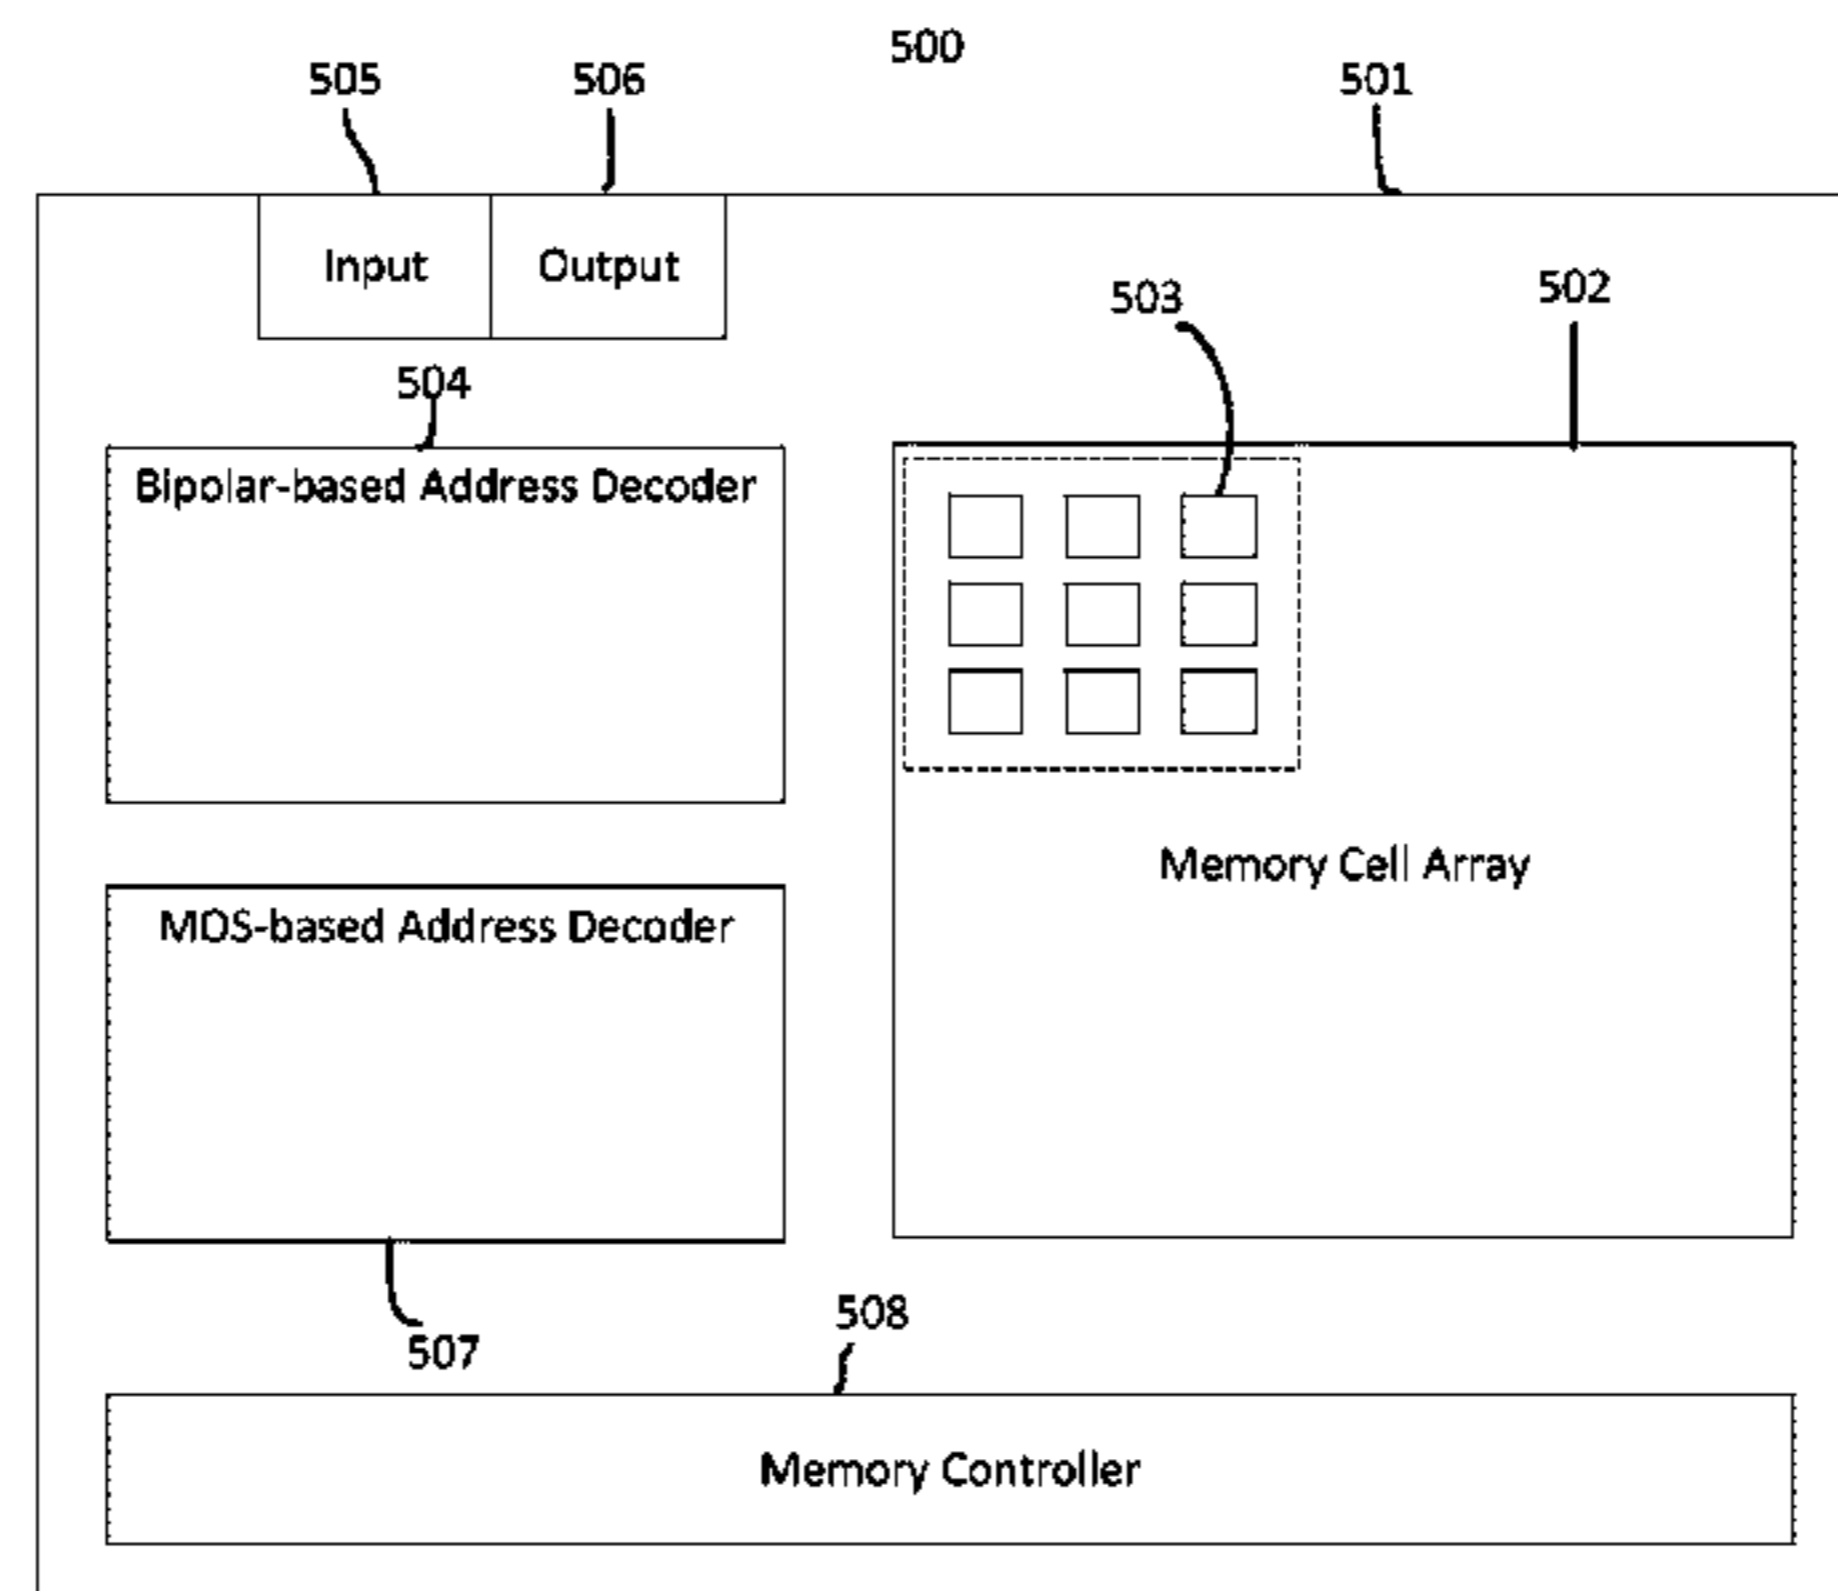 500
505
506
501
Input
Output
503
502
504
Bipolar-based Address Decoder
Memory Cell Array
MOS-based Address Decoder
507
508
Memory Controller